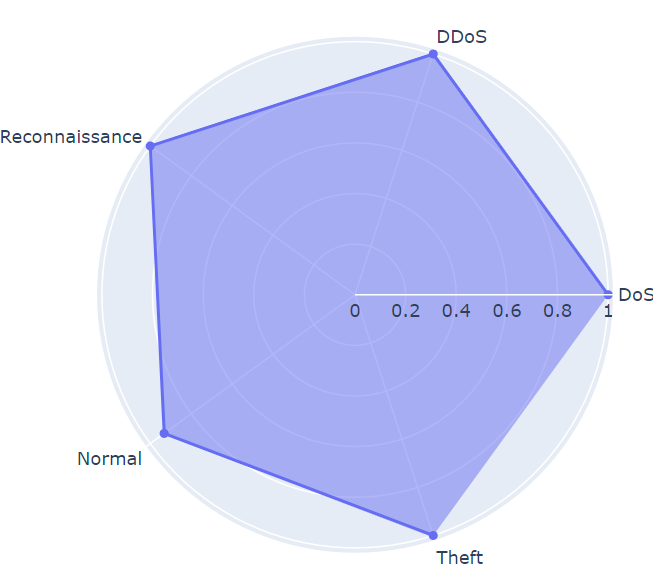 DDoS
Reconnaissance
DoS
0 0.2 0.4 0.6 0.8 1
Normal
Theft